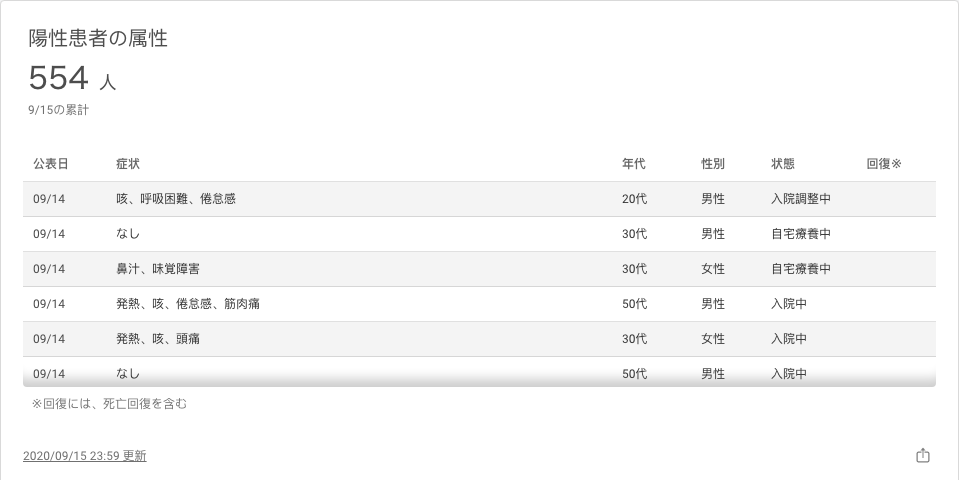 陽性患者の属性
554 人
9/15の累計
公表日 症状 年代 性別 状態 回復※
09/14 咳、呼吸困難、倦怠感 20代 男性 入院調整中
09/14 なし 30代 男性 自宅療養中
09/14 鼻汁、味覚障害 30代 女性 自宅療養中
09/14 発熱、咳、倦怠感、筋肉痛 50代 男性 入院中
09/14 発熱、咳、頭痛 30代 女性 入院中
09/14 なし 50代 男性 入院中
※回復には、死亡回復を含む
2020/09/15 23:59 更新